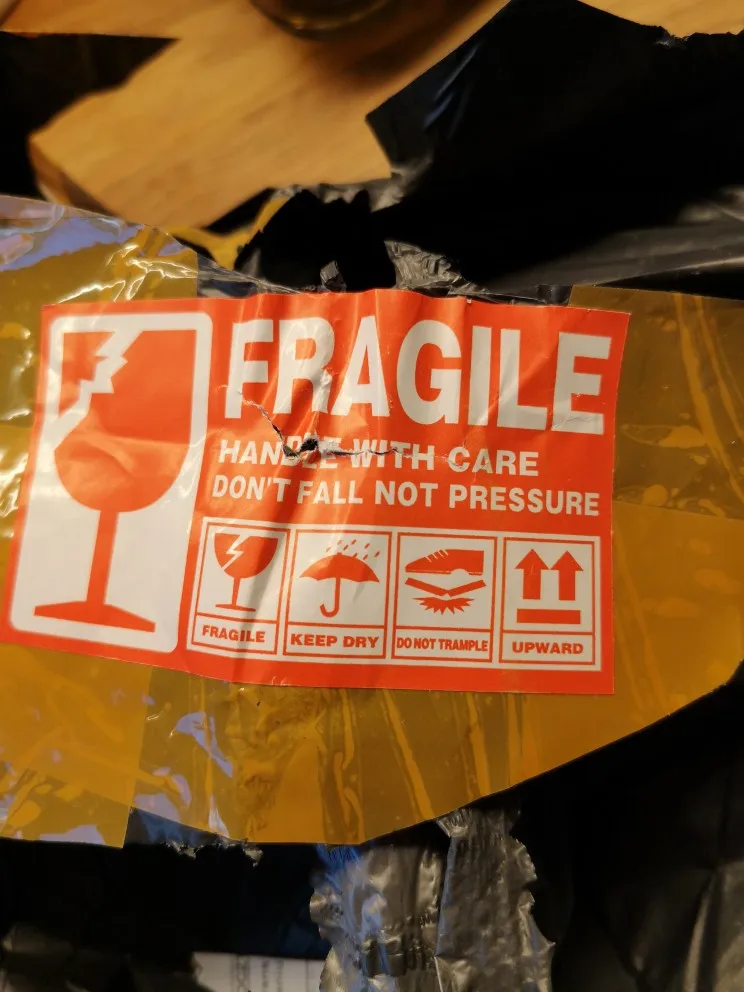 FRAGILE
HANDLE WITH CARE
DON'T FALL NOT PRESSURE
FRAGILE
KEEP DRY
DO NOT TRAMPLE
UPWARD